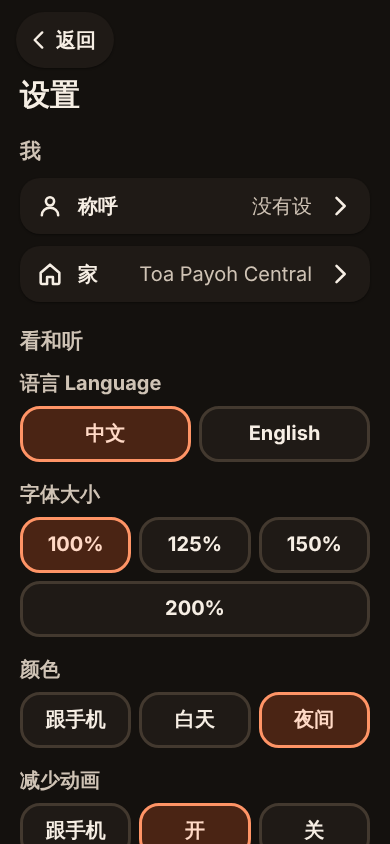 返回
设置
我
称呼 没有设
家 Toa Payoh Central
看和听
语言 Language
中文 English
字体大小
100% 125% 150%
200%
颜色
跟手机 白天 夜间
减少动画
跟手机 开 关